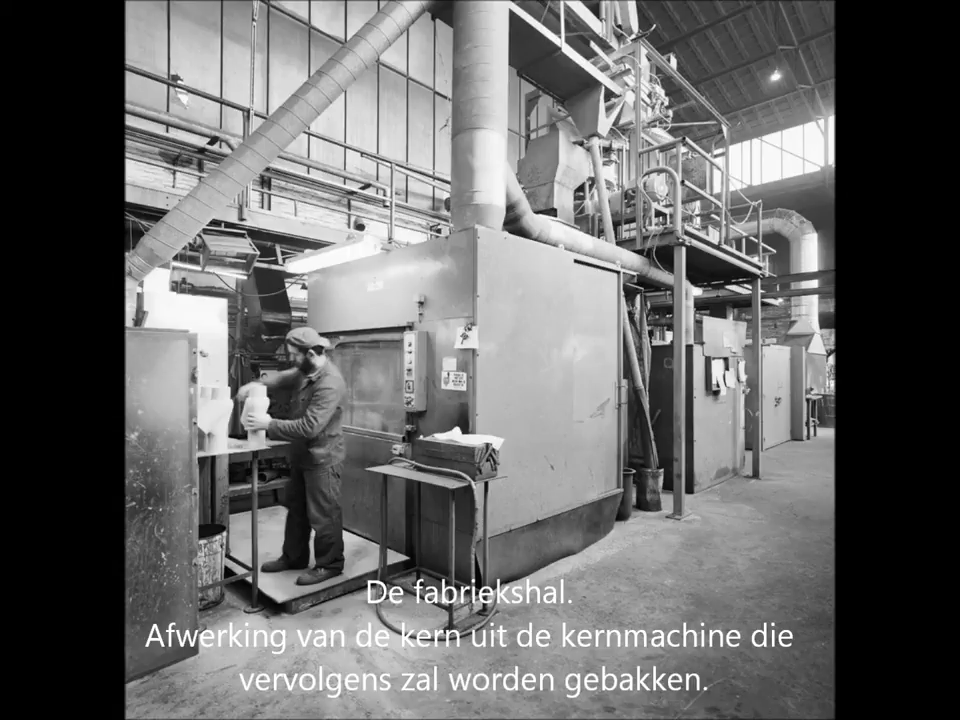 De fabriekshal.
Afwerking van de kern uit de kernmachine die
vervolgens zal worden gebakken.